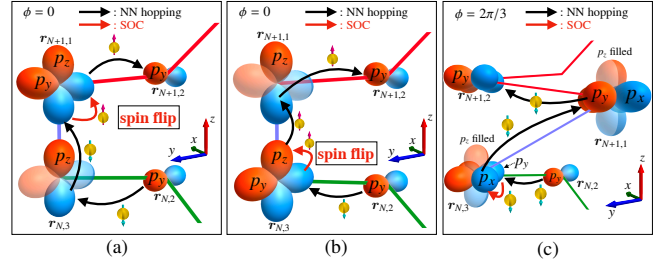 ϕ = 0
: NN hopping
: SOC
r_{N+1,1}
p_z
p_y
p_y
r_{N+1,2}
spin flip
p_z
p_y
p_y
r_{N,2}
r_{N,3}
x
y
z
(a)
ϕ = 0
: NN hopping
: SOC
r_{N+1,1}
p_y
r_{N+1,2}
spin flip
p_z
p_y
r_{N,2}
r_{N,3}
x
y
z
(b)
ϕ = 2π/3
: NN hopping
: SOC
p_z filled
p_y
r_{N+1,2}
p_y
p_x
r_{N+1,1}
p_z filled
p_y
p_x
p_y
r_{N,2}
r_{N,3}
x
y
z
(c)